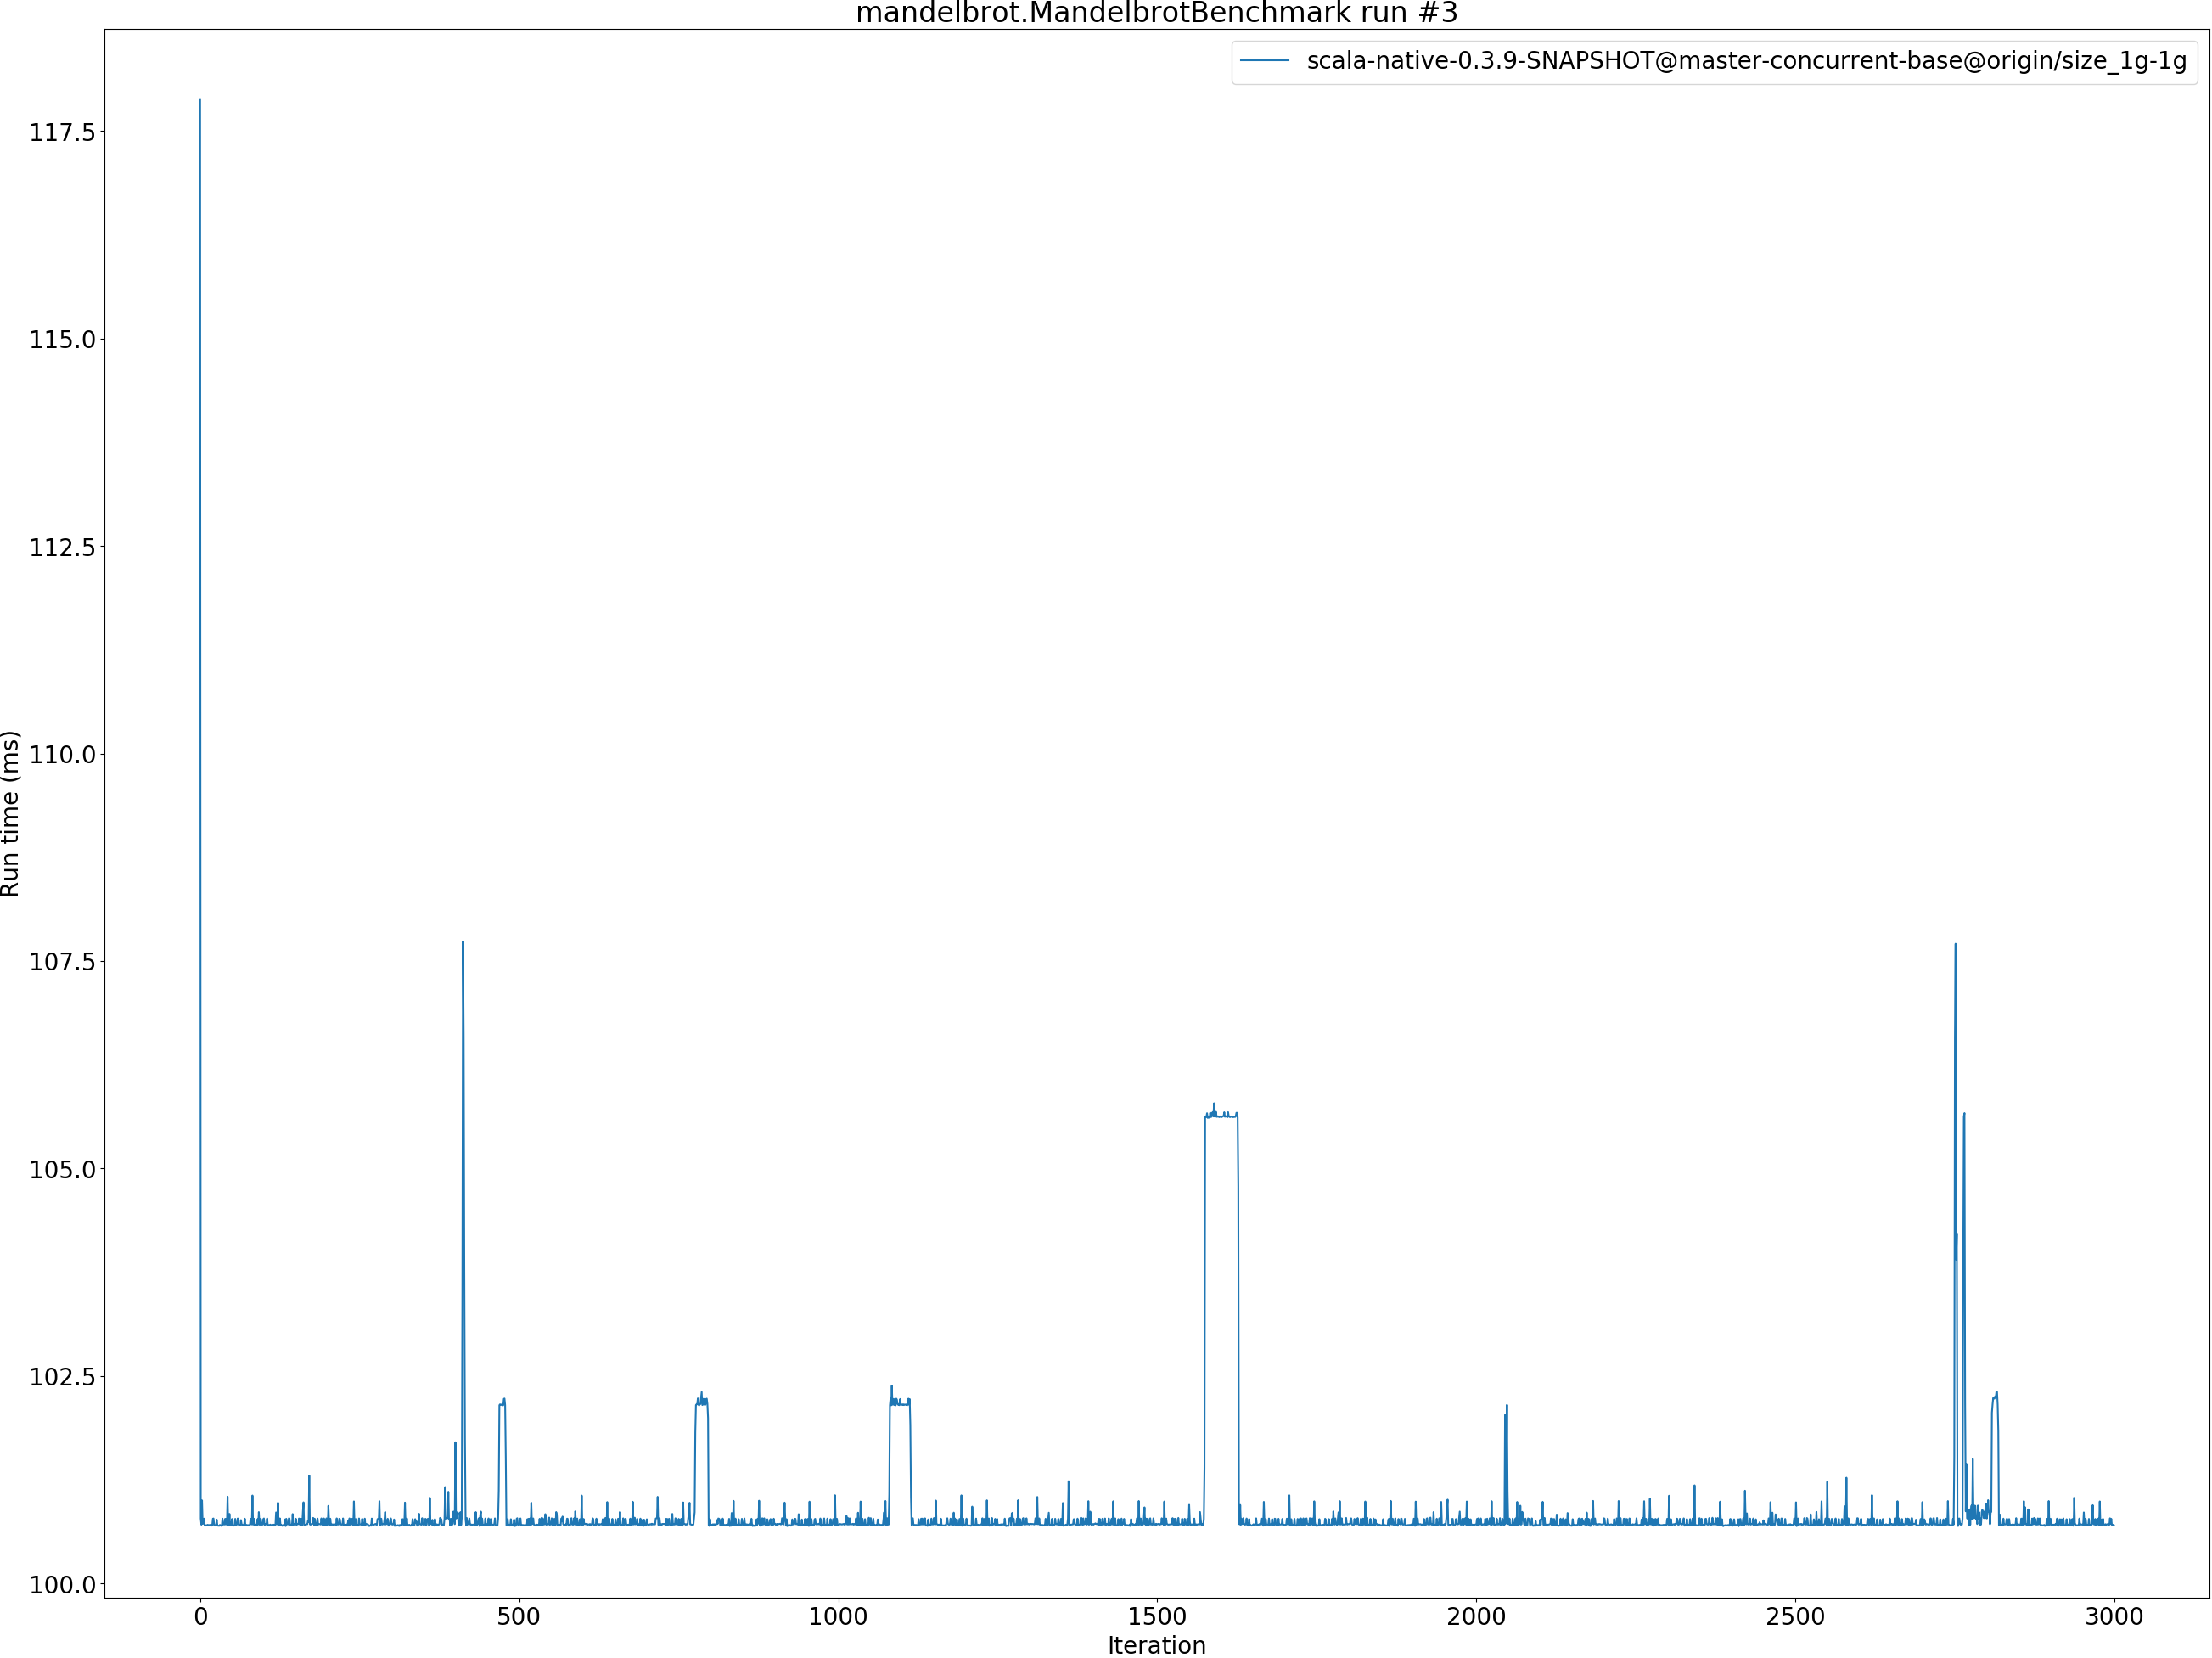 mandelbrot.MandelbrotBenchmark run #3
scala-native-0.3.9-SNAPSHOT@master-concurrent-base@origin/size_1g-1g
117.5
115.0
112.5
110.0
107.5
105.0
102.5
100.0
Run time (ms)
0 500 1000 1500 2000 2500 3000
Iteration